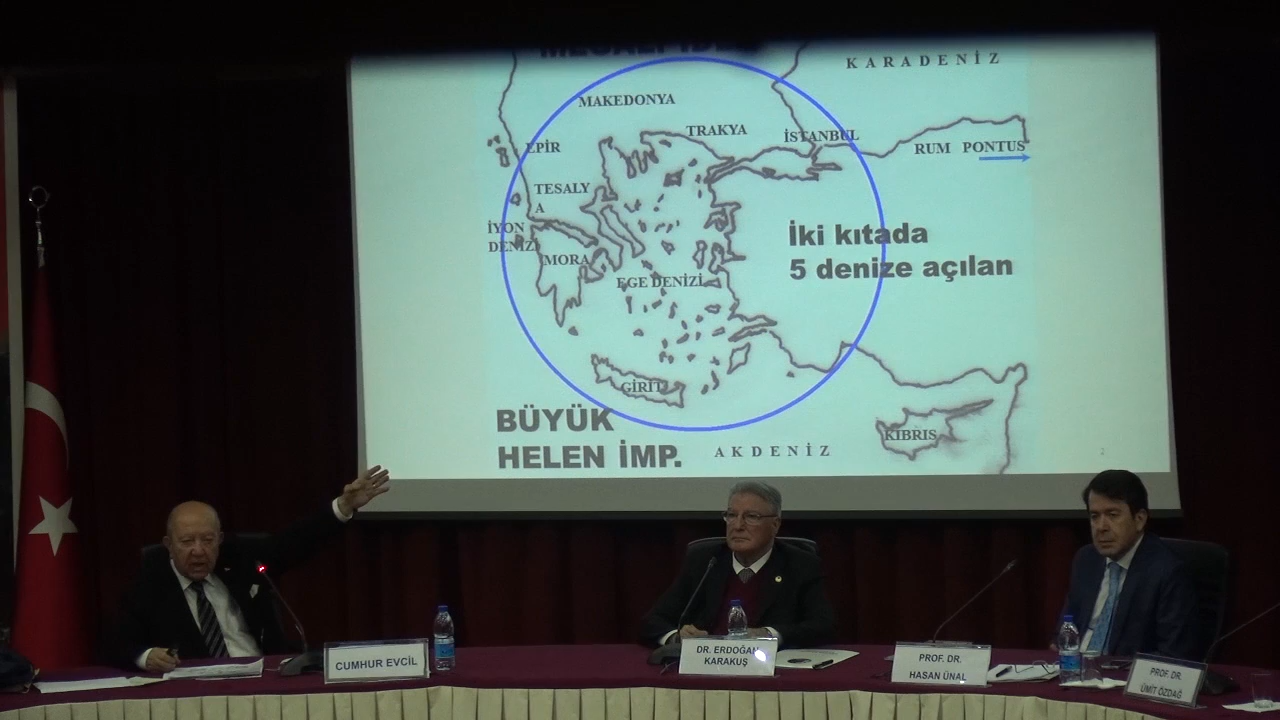 MEGALİ İDEA
KARADENİZ
MAKEDONYA
TRAKYA
İSTANBUL
EPİR
RUM PONTUS
TESALY
A
İYON
DENİZİ
MORA
EGE DENİZİ
İki kıtada
5 denize açılan
GİRİT
BÜYÜK
HELEN İMP.
AKDENİZ
KIBRIS
CUMHUR EVCİL
DR. ERDOĞAN
KARAKUŞ
PROF. DR.
HASAN ÜNAL
PROF. DR.
ÜMİT ÖZDAĞ